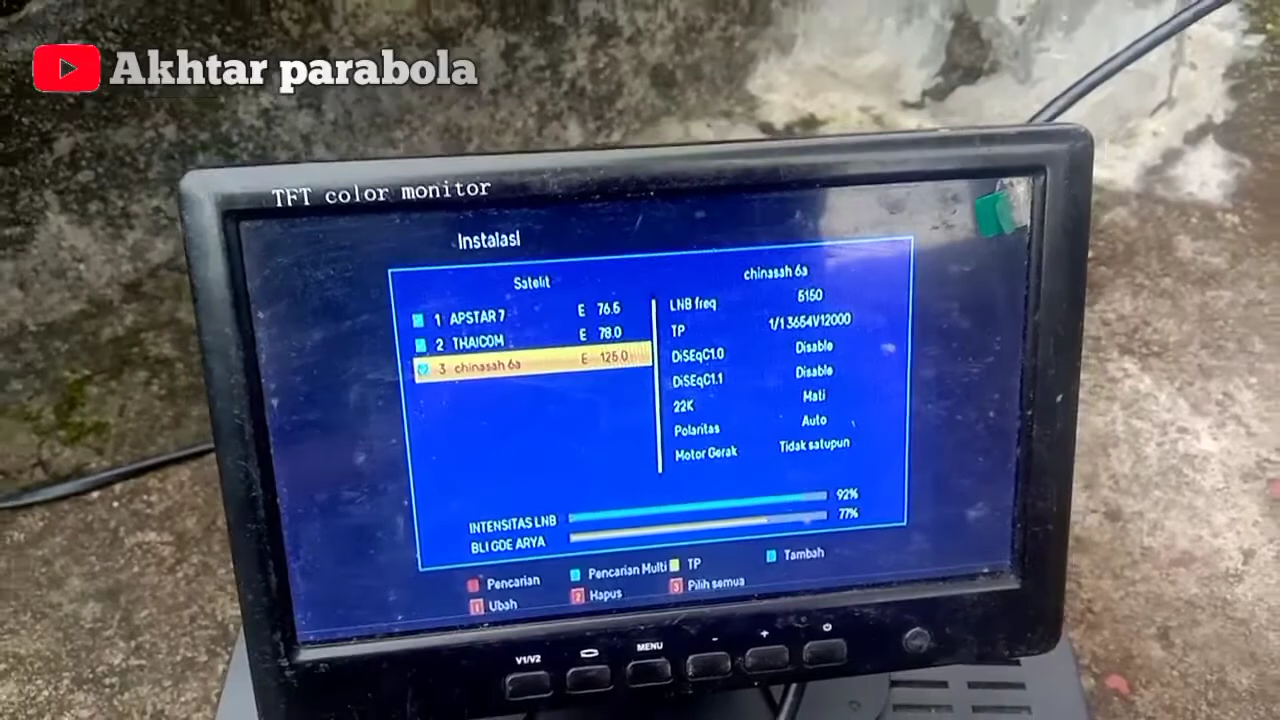 Akhtar parabola
TFT color monitor
Instalasi
Satelit
1 APSTAR 7 E 76.5
2 THAICOM E 78.0
3 chinasah 6a E 125.0
chinasah 6a
LNB freq 5150
TP 1/1 3654V12000
DiSEqC1.0 Disable
DiSEqC1.1 Disable
22K Mati
Polaritas Auto
Motor Gerak Tidak satupun
INTENSITAS LNB 92%
BLI GDE ARYA 77%
Pencarian Pencarian Multi TP Tambah
1 Ubah 2 Hapus 3 Pilih semua
V1/V2 MENU - +